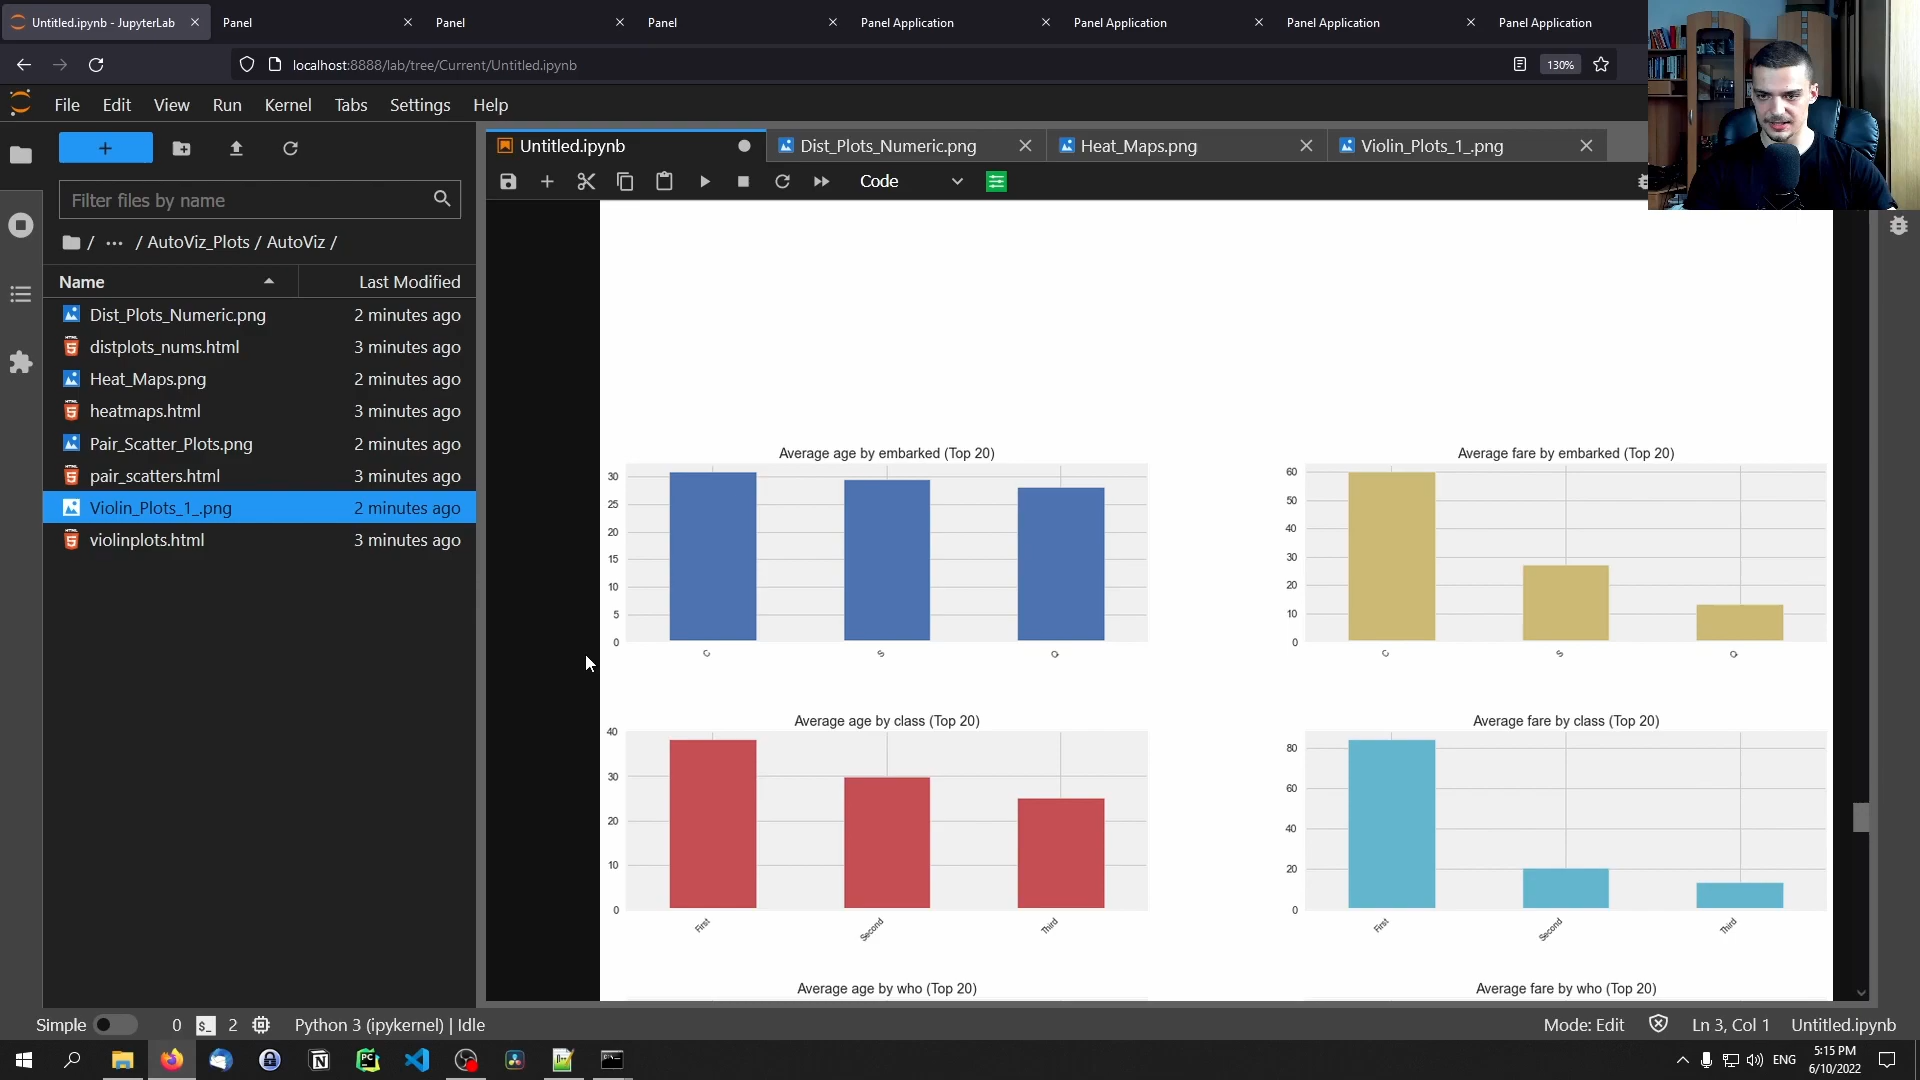 Untitled.ipynb - JupyterLab
Panel
Panel
Panel
Panel Application
Panel Application
Panel Application
Panel Application
localhost:8888/lab/tree/Current/Untitled.ipynb
130%
File Edit View Run Kernel Tabs Settings Help
Untitled.ipynb
Dist_Plots_Numeric.png
Heat_Maps.png
Violin_Plots_1_.png
Code
Filter files by name
/ ··· / AutoViz_Plots / AutoViz /
Name Last Modified
Dist_Plots_Numeric.png 2 minutes ago
distplots_nums.html 3 minutes ago
Heat_Maps.png 2 minutes ago
heatmaps.html 3 minutes ago
Pair_Scatter_Plots.png 2 minutes ago
pair_scatters.html 3 minutes ago
Violin_Plots_1_.png 2 minutes ago
violinplots.html 3 minutes ago
Average age by embarked (Top 20)
30
25
20
15
10
5
0
C S Q
Average fare by embarked (Top 20)
60
50
40
30
20
10
0
C S Q
Average age by class (Top 20)
40
30
20
10
0
First Second Third
Average fare by class (Top 20)
80
60
40
20
0
First Second Third
Average age by who (Top 20)
Average fare by who (Top 20)
Simple 0 2 Python 3 (ipykernel) | Idle
Mode: Edit Ln 3, Col 1 Untitled.ipynb
ENG
5:15 PM
6/10/2022